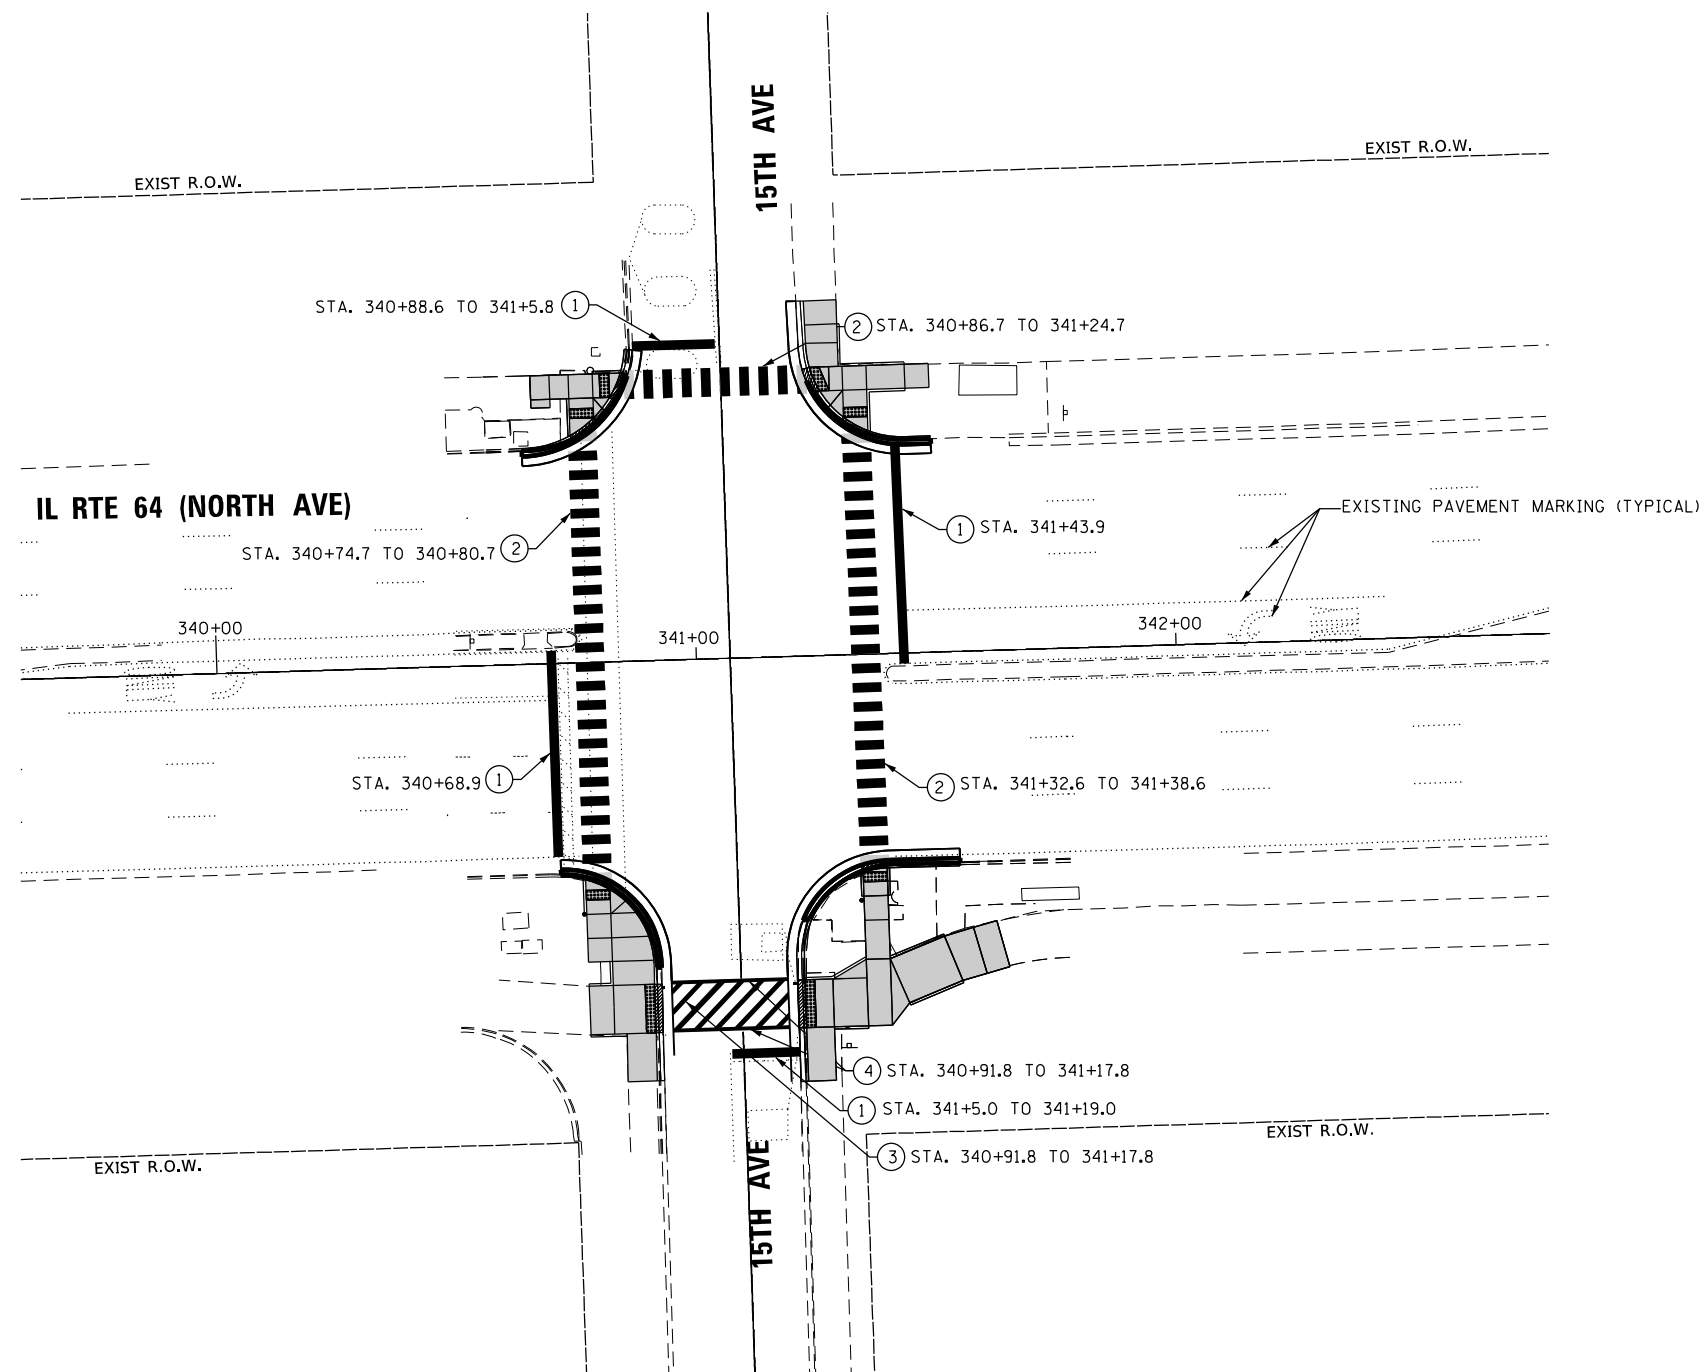 15TH AVE
EXIST R.O.W.
EXIST R.O.W.
STA. 340+88.6 TO 341+5.8 1
2 STA. 340+86.7 TO 341+24.7
IL RTE 64 (NORTH AVE)
EXISTING PAVEMENT MARKING (TYPICAL)
1 STA. 341+43.9
STA. 340+74.7 TO 340+80.7 2
340+00
341+00
342+00
STA. 340+68.9 1
2 STA. 341+32.6 TO 341+38.6
4 STA. 340+91.8 TO 341+17.8
1 STA. 341+5.0 TO 341+19.0
EXIST R.O.W.
3 STA. 340+91.8 TO 341+17.8
EXIST R.O.W.
15TH AVE